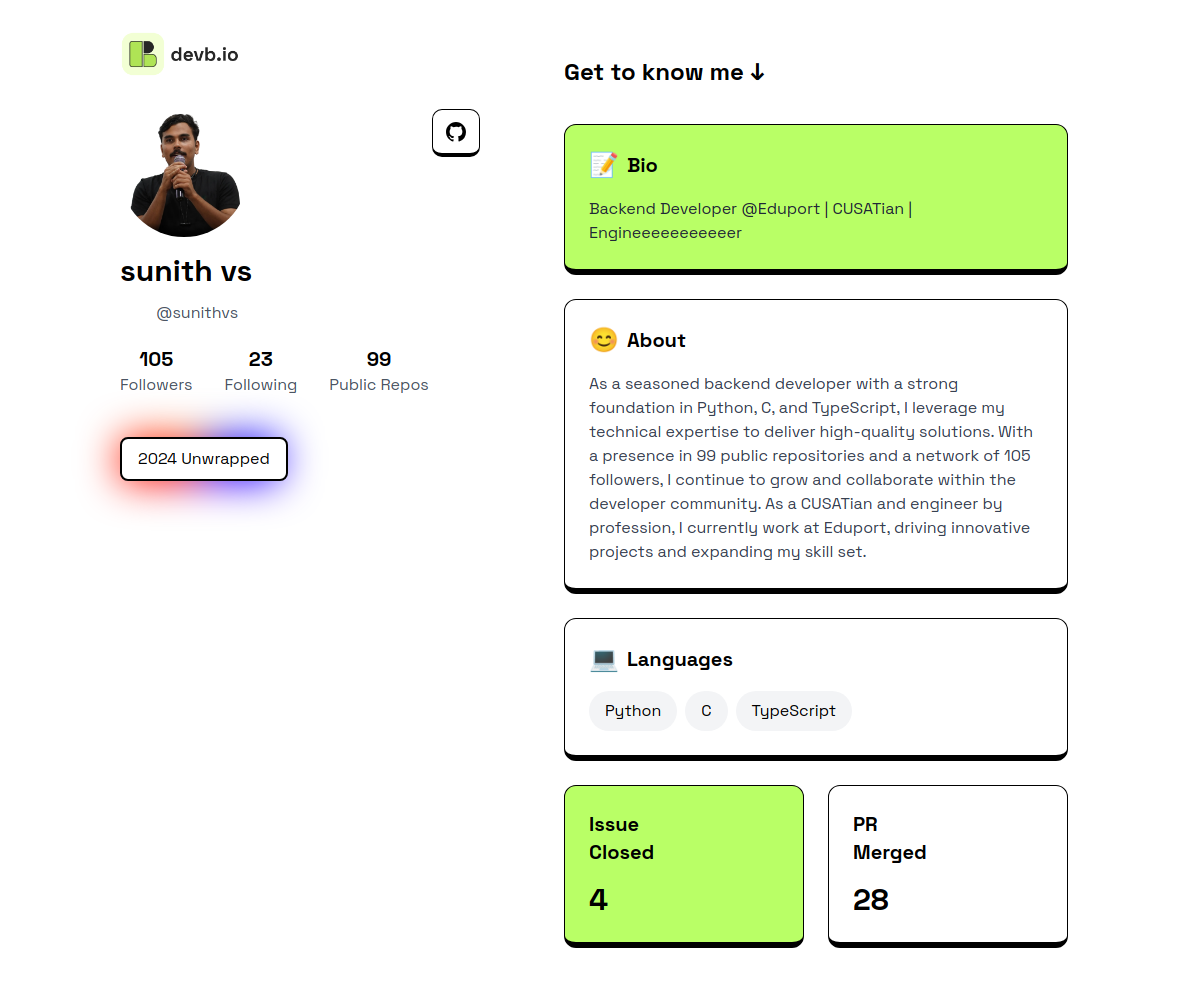 devb.io
sunith vs
@sunithvs
105
Followers
23
Following
99
Public Repos
2024 Unwrapped
Get to know me ↓
📝 Bio
Backend Developer @Eduport | CUSATian |
Engineeeeeeeeeeer
😊 About
As a seasoned backend developer with a strong
foundation in Python, C, and TypeScript, I leverage my
technical expertise to deliver high-quality solutions. With
a presence in 99 public repositories and a network of 105
followers, I continue to grow and collaborate within the
developer community. As a CUSATian and engineer by
profession, I currently work at Eduport, driving innovative
projects and expanding my skill set.
💻 Languages
Python
C
TypeScript
Issue
Closed
4
PR
Merged
28